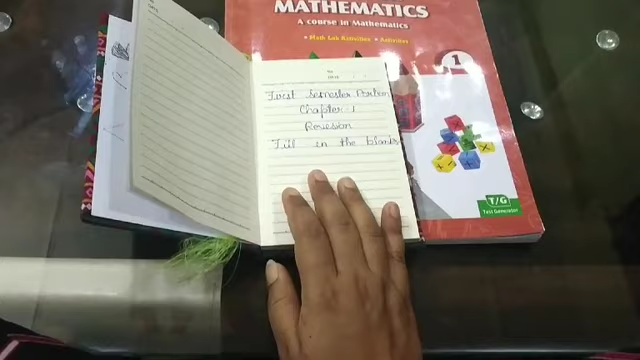 MATHEMATICS
A course in Mathematics
• Math Lab Activities • Activities
1
First Semester Portion
Chapter-1
Revision
Fill in the blanks
T/G
Test Generator